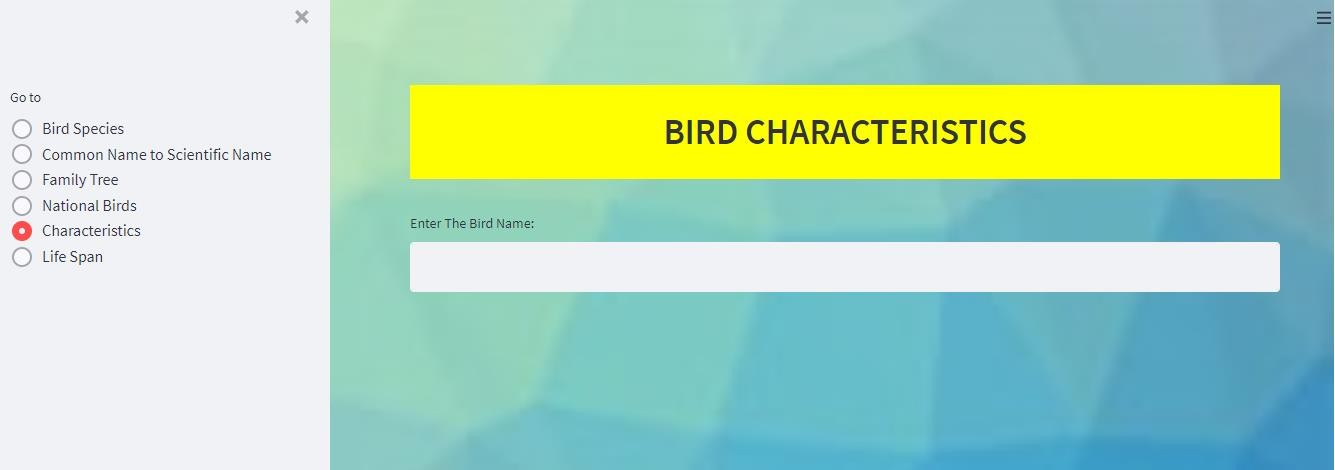 Go to
Bird Species
Common Name to Scientific Name
Family Tree
National Birds
Characteristics
Life Span
BIRD CHARACTERISTICS
Enter The Bird Name: